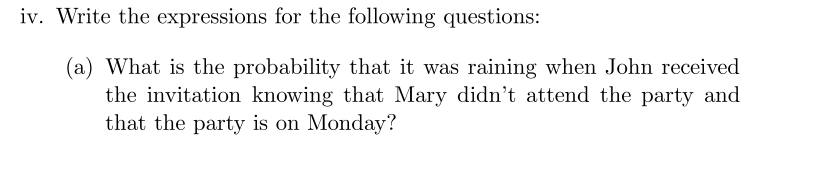 iv. Write the expressions for the following questions:
(a) What is the probability that it was raining when John received
the invitation knowing that Mary didn't attend the party and
that the party is on Monday?